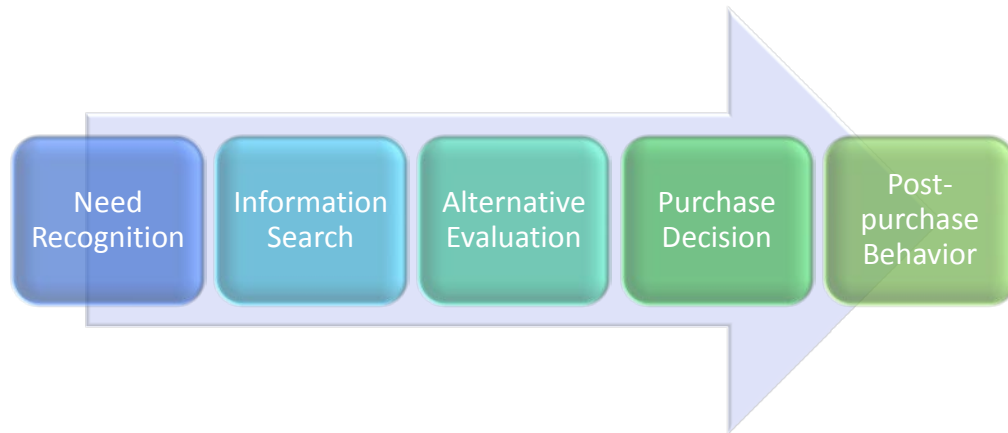 Need
Recognition
Information
Search
Alternative
Evaluation
Purchase
Decision
Post-
purchase
Behavior